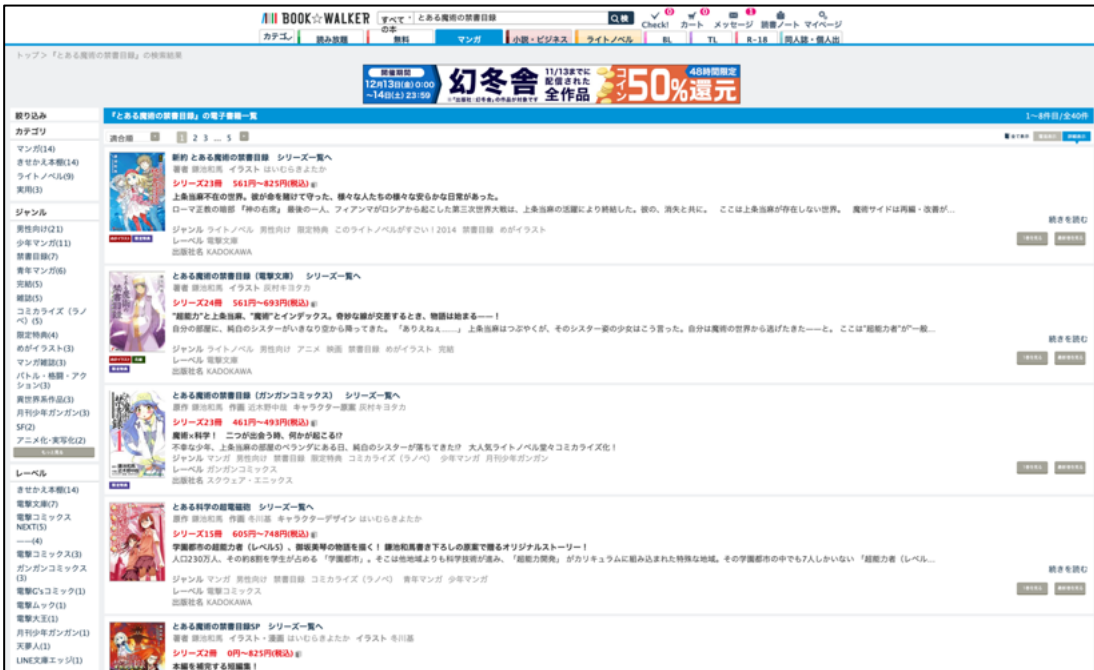 BOOK☆WALKER
すべての本
とある魔術の禁書目録
検
Check! カート メッセージ 読書ノート マイページ
カテゴリ 読み放題 無料 マンガ 小説・ビジネス ライトノベル BL TL R-18 同人誌・個人出
トップ > 『とある魔術の禁書目録』の検索結果
開催期間
12月13日(金)0:00
~14日(土)23:59
幻冬舎
11/13までに
配信された
全作品
コイン50%還元
48時間限定
絞り込み
カテゴリ
マンガ(14)
きせかえ本棚(14)
ライトノベル(9)
実用(3)
ジャンル
男性向け(21)
少年マンガ(11)
禁書目録(7)
青年マンガ(6)
完結(5)
雑誌(5)
コミカライズ（ラノ
ベ）(5)
限定特典(4)
めがイラスト(3)
マンガ雑誌(3)
バトル・格闘・アク
ション(3)
異世界系作品(3)
月刊少年ガンガン(3)
SF(2)
アニメ化・実写化(2)
もっと見る
レーベル
きせかえ本棚(14)
電撃文庫(7)
電撃コミックス
NEXT(5)
―――(4)
電撃コミックス(3)
ガンガンコミックス
(3)
電撃G'sコミック(1)
電撃ムック(1)
電撃大王(1)
月刊少年ガンガン(1)
天夢人(1)
LINE文庫エッジ(1)
『とある魔術の禁書目録』の電子書籍一覧
1~8件目/全40件
適合順
1 2 3 ... 5
新約 とある魔術の禁書目録 シリーズ一覧へ
著者 鎌池和馬 イラスト はいむらきよたか
シリーズ23冊 561円~825円(税込)
上条当麻不在の世界。彼が命を賭けて守った、様々な人たちの様々な安らかな日常があった。
ローマ正教の暗部 『神の右席』 最後の一人、フィアンマがロシアから起こした第三次世界大戦は、上条当麻の活躍により終結した。彼の、消失と共に。 ここは上条当麻が存在しない世界。 魔術サイドは再編・改善が...
続きを読む
ジャンル ライトノベル 男性向け 限定特典 このライトノベルがすごい！2014 禁書目録 めがイラスト
レーベル 電撃文庫
出版社名 KADOKAWA
とある魔術の禁書目録（電撃文庫） シリーズ一覧へ
著者 鎌池和馬 イラスト 灰村キヨタカ
シリーズ24冊 561円~693円(税込)
"超能力"と上条当麻、"魔術"とインデックス。奇妙な線が交差するとき、物語は始まる――！
自分の部屋に、純白のシスターがいきなり空から降ってきた。 「ありえねぇ......」 上条当麻はつぶやくが、そのシスター姿の少女はこう言った。自分は魔術の世界から逃げたきた――と。 ここは"超能力者"が"一般...
続きを読む
ジャンル ライトノベル 男性向け アニメ 映画 禁書目録 めがイラスト 完結
レーベル 電撃文庫
出版社名 KADOKAWA
とある魔術の禁書目録（ガンガンコミックス） シリーズ一覧へ
原作 鎌池和馬 作画 近木野中哉 キャラクター原案 灰村キヨタカ
シリーズ23冊 461円~493円(税込)
魔術×科学！ 二つが出会う時、何かが起こる!?
不幸な少年、上条当麻の部屋のベランダにある日、純白のシスターが落ちてきた!? 大人気ライトノベル堂々コミカライズ化！
ジャンル マンガ 男性向け 禁書目録 限定特典 コミカライズ（ラノベ） 少年マンガ 月刊少年ガンガン
レーベル ガンガンコミックス
出版社名 スクウェア・エニックス
とある科学の超電磁砲 シリーズ一覧へ
原作 鎌池和馬 作画 冬川基 キャラクターデザイン はいむらきよたか
シリーズ15冊 605円~748円(税込)
学園都市の超能力者（レベル5）、御坂美琴の物語を描く！ 鎌池和馬書き下ろしの原案で贈るオリジナルストーリー！
人口230万人、その約8割を学生が占める 「学園都市」。そこは他地域よりも科学技術が進み、「超能力開発」 がカリキュラムに組み込まれた特殊な地域。その学園都市の中でも7人しかいない 「超能力者（レベル...
続きを読む
ジャンル マンガ 男性向け 禁書目録 コミカライズ（ラノベ） 青年マンガ 少年マンガ
レーベル 電撃コミックス
出版社名 KADOKAWA
とある魔術の禁書目録SP シリーズ一覧へ
著者 鎌池和馬 イラスト・漫画 はいむらきよたか イラスト 冬川基
シリーズ2冊 0円~825円(税込)
本編を補完する短編集！